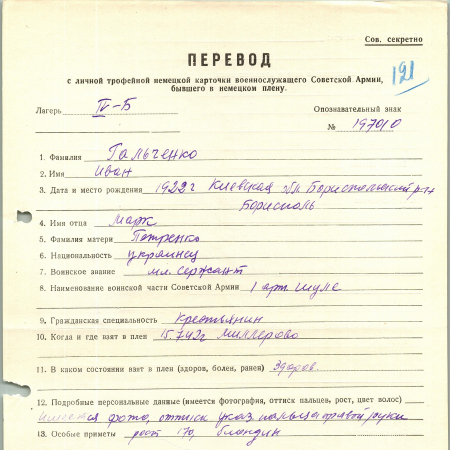 Сов. секретно
ПЕРЕВОД
121
с личной трофейной немецкой карточки военнослужащего Советской Армии,
бывшего в немецком плену.
Лагерь IV-Б
Опознавательный знак
№ 197010
1. Фамилия Гальченко
2. Имя Иван
3. Дата и место рождения 1922г Киевская обл. Бориспольский р-н
Борисполь
4. Имя отца Марк
5. Фамилия матери Петренко
6. Национальность украинец
7. Воинское звание мл. сержант
8. Наименование воинской части Советской Армии 1 арт.
9. Гражданская специальность крестьянин
10. Когда и где взят в плен 15.7.42г Миллерово
11. В каком состоянии взят в плен (здоров, болен, ранен) здоров.
12. Подробные персональные данные (имеется фотография, оттиск пальцев, рост, цвет волос)
Имеется фото, оттиск указ. пальца правой руки
13. Особые приметы рост 170, блондин